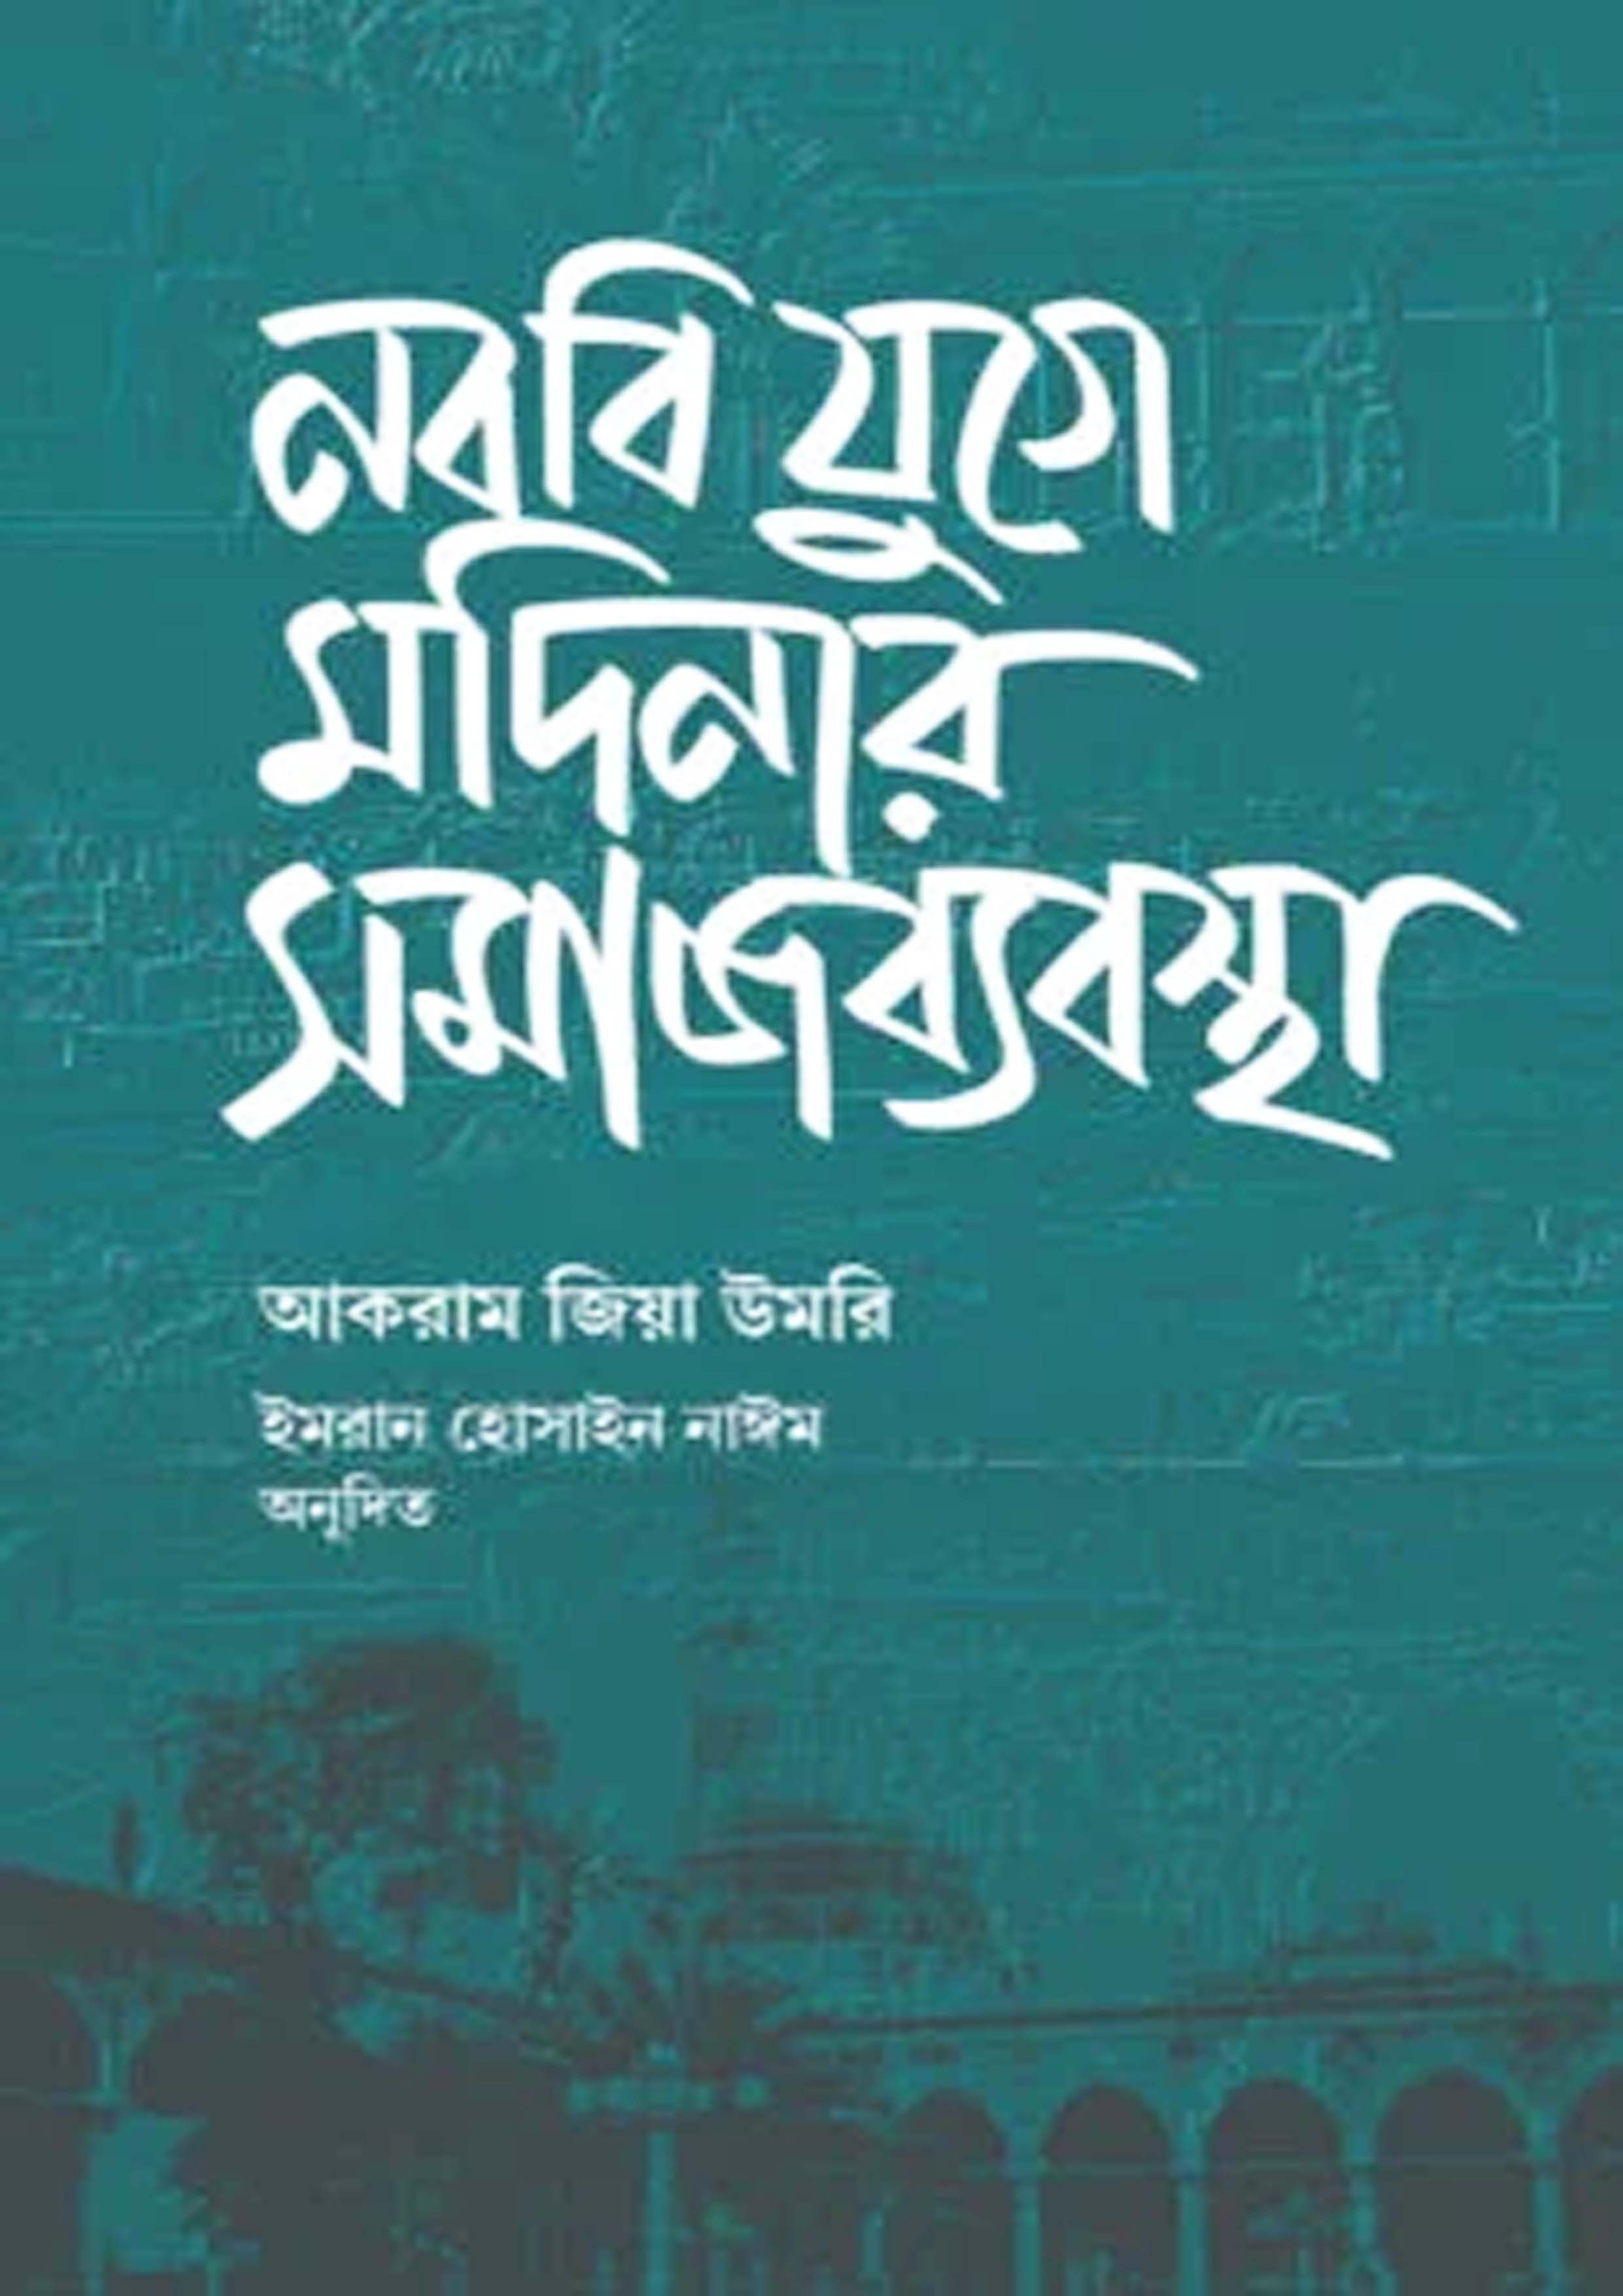 নববি যুগে
মদিনার
সমাজব্যবস্থা
আকরাম জিয়া উমরি
ইমরান হোসাইন নাঈম
অনূদিত